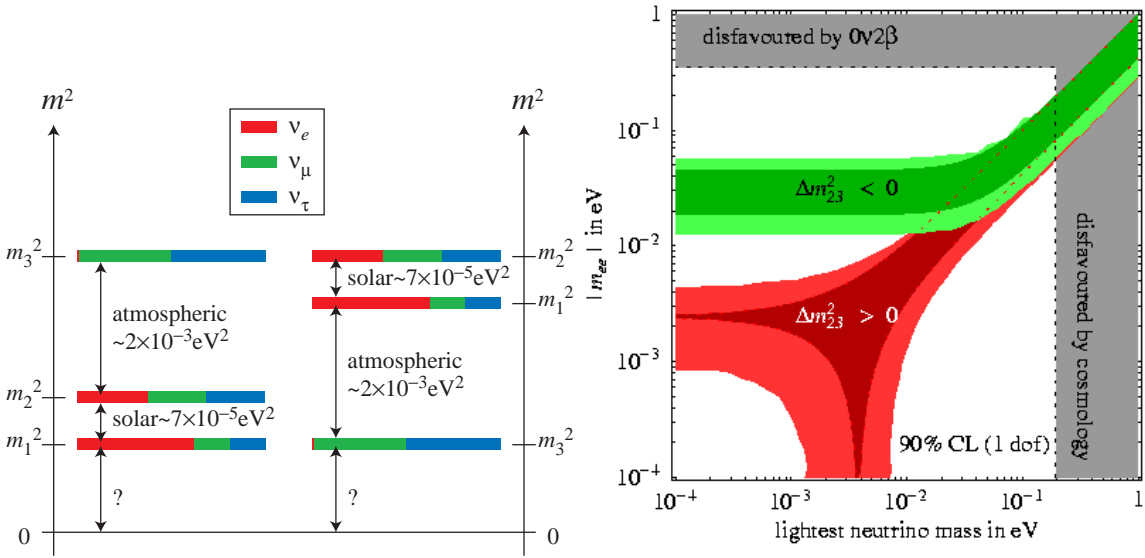 m²
m²
ν_e
ν_μ
ν_τ
m₃²
m₂²
m₁²
0
atmospheric
~2×10⁻³eV²
solar~7×10⁻⁵eV²
?
solar~7×10⁻⁵eV²
atmospheric
~2×10⁻³eV²
?
m₂²
m₁²
m₃²
0
disfavoured by 0ν2β
Δm²₂₃ < 0
Δm²₂₃ > 0
disfavoured by cosmology
90% CL (1 dof)
| m_ee | in eV
1
10⁻¹
10⁻²
10⁻³
10⁻⁴
10⁻⁴ 10⁻³ 10⁻² 10⁻¹ 1
lightest neutrino mass in eV